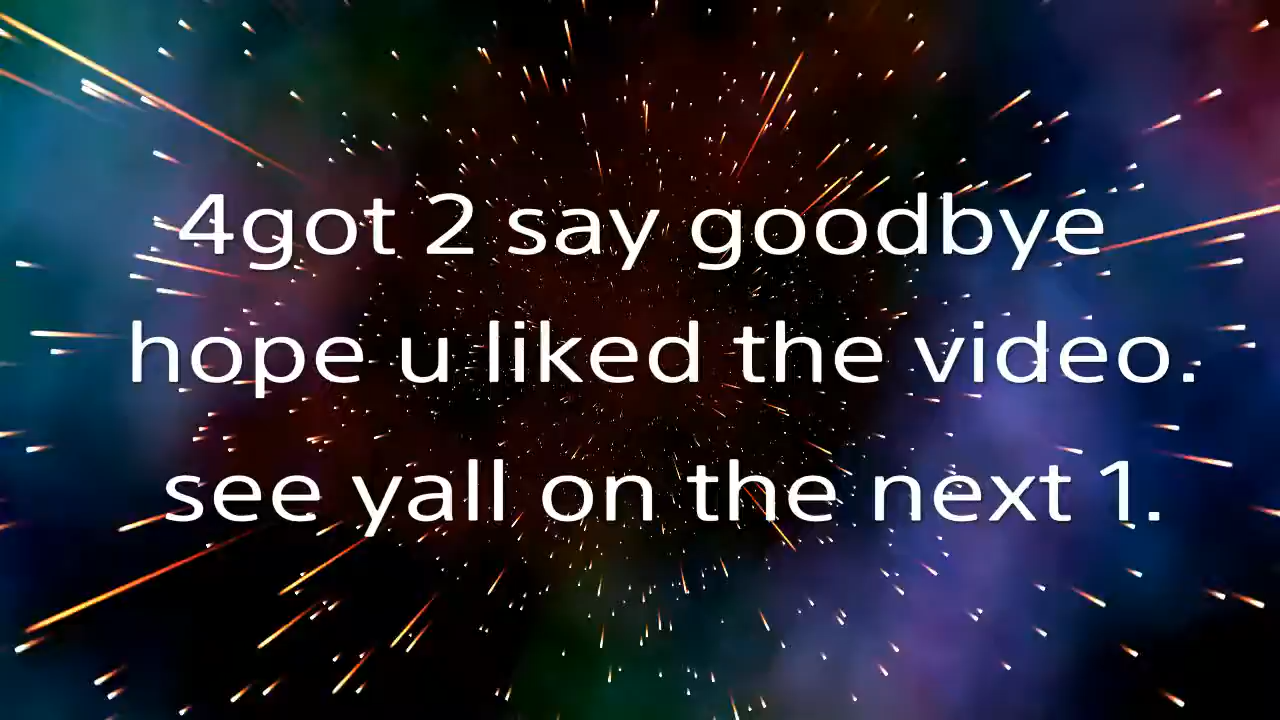 4got 2 say goodbye
hope u liked the video.
see yall on the next 1.